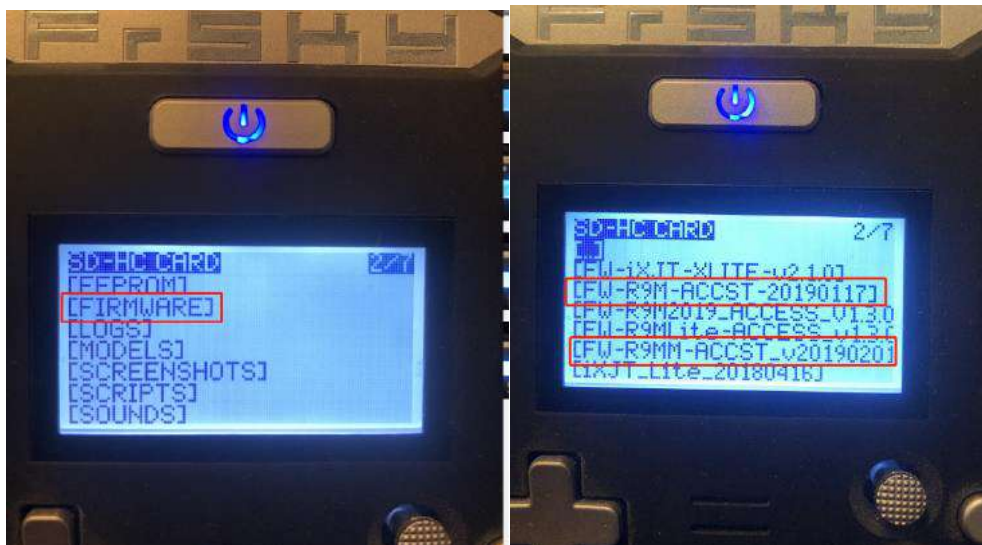 FrSKY
SD-HC CARD 2/7
[EEPROM]
[FIRMWARE]
[LOGS]
[MODELS]
[SCREENSHOTS]
[SCRIPTS]
[SOUNDS]
FrSKY
SD-HC CARD 2/7
[..]
[FW-iXJT-XLITE-v2.1.0]
[FW-R9M-ACCST-20190117]
[FW-R9M2019_ACCESS_v1.3.0
[FW-R9MLite-ACCESS_v1.3.0
[FW-R9MM-ACCST_v2019020]
[iXJT_Lite_20180416]